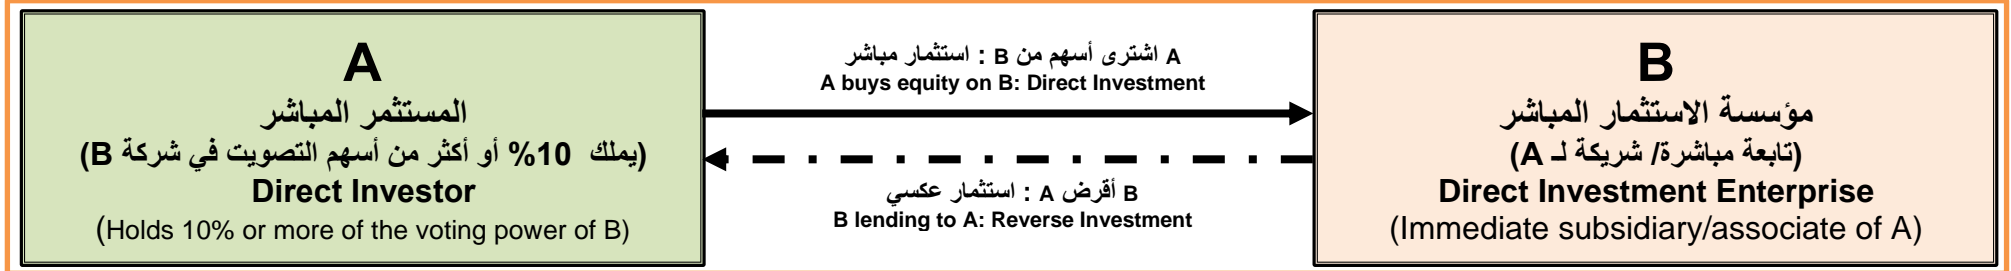 A
المستثمر المباشر
(يملك 10% أو أكثر من أسهم التصويت في شركة B)
Direct Investor
(Holds 10% or more of the voting power of B)
A اشترى أسهم من B : استثمار مباشر
A buys equity on B: Direct Investment
B أقرض A : استثمار عكسي
B lending to A: Reverse Investment
B
مؤسسة الاستثمار المباشر
(تابعة مباشرة/ شريكة لـ A)
Direct Investment Enterprise
(Immediate subsidiary/associate of A)